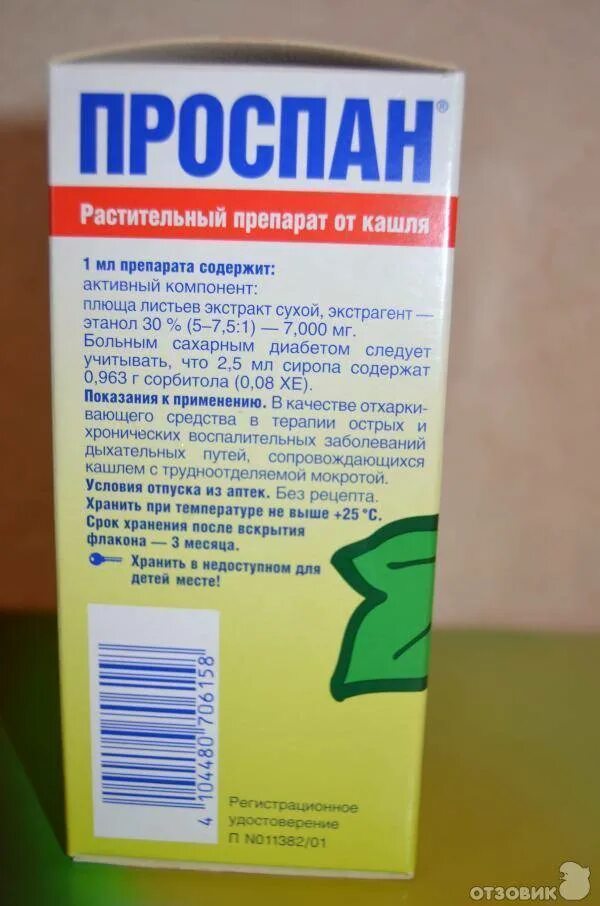 ПРОСПАН®
Растительный препарат от кашля
1 мл препарата содержит:
активный компонент:
плюща листьев экстракт сухой, экстрагент —
этанол 30 % (5–7,5:1) — 7,000 мг.
Больным сахарным диабетом следует
учитывать, что 2,5 мл сиропа содержат
0,963 г сорбитола (0,08 ХЕ).
Показания к применению. В качестве отхарки-
вающего средства в терапии острых и
хронических воспалительных заболеваний
дыхательных путей, сопровождающихся
кашлем с трудноотделяемой мокротой.
Условия отпуска из аптек. Без рецепта.
Хранить при температуре не выше +25 °С.
Срок хранения после вскрытия
флакона — 3 месяца.
Хранить в недоступном для
детей месте!
4 104480 706158
Регистрационное
удостоверение
П N011382/01
ОТЗОВИК